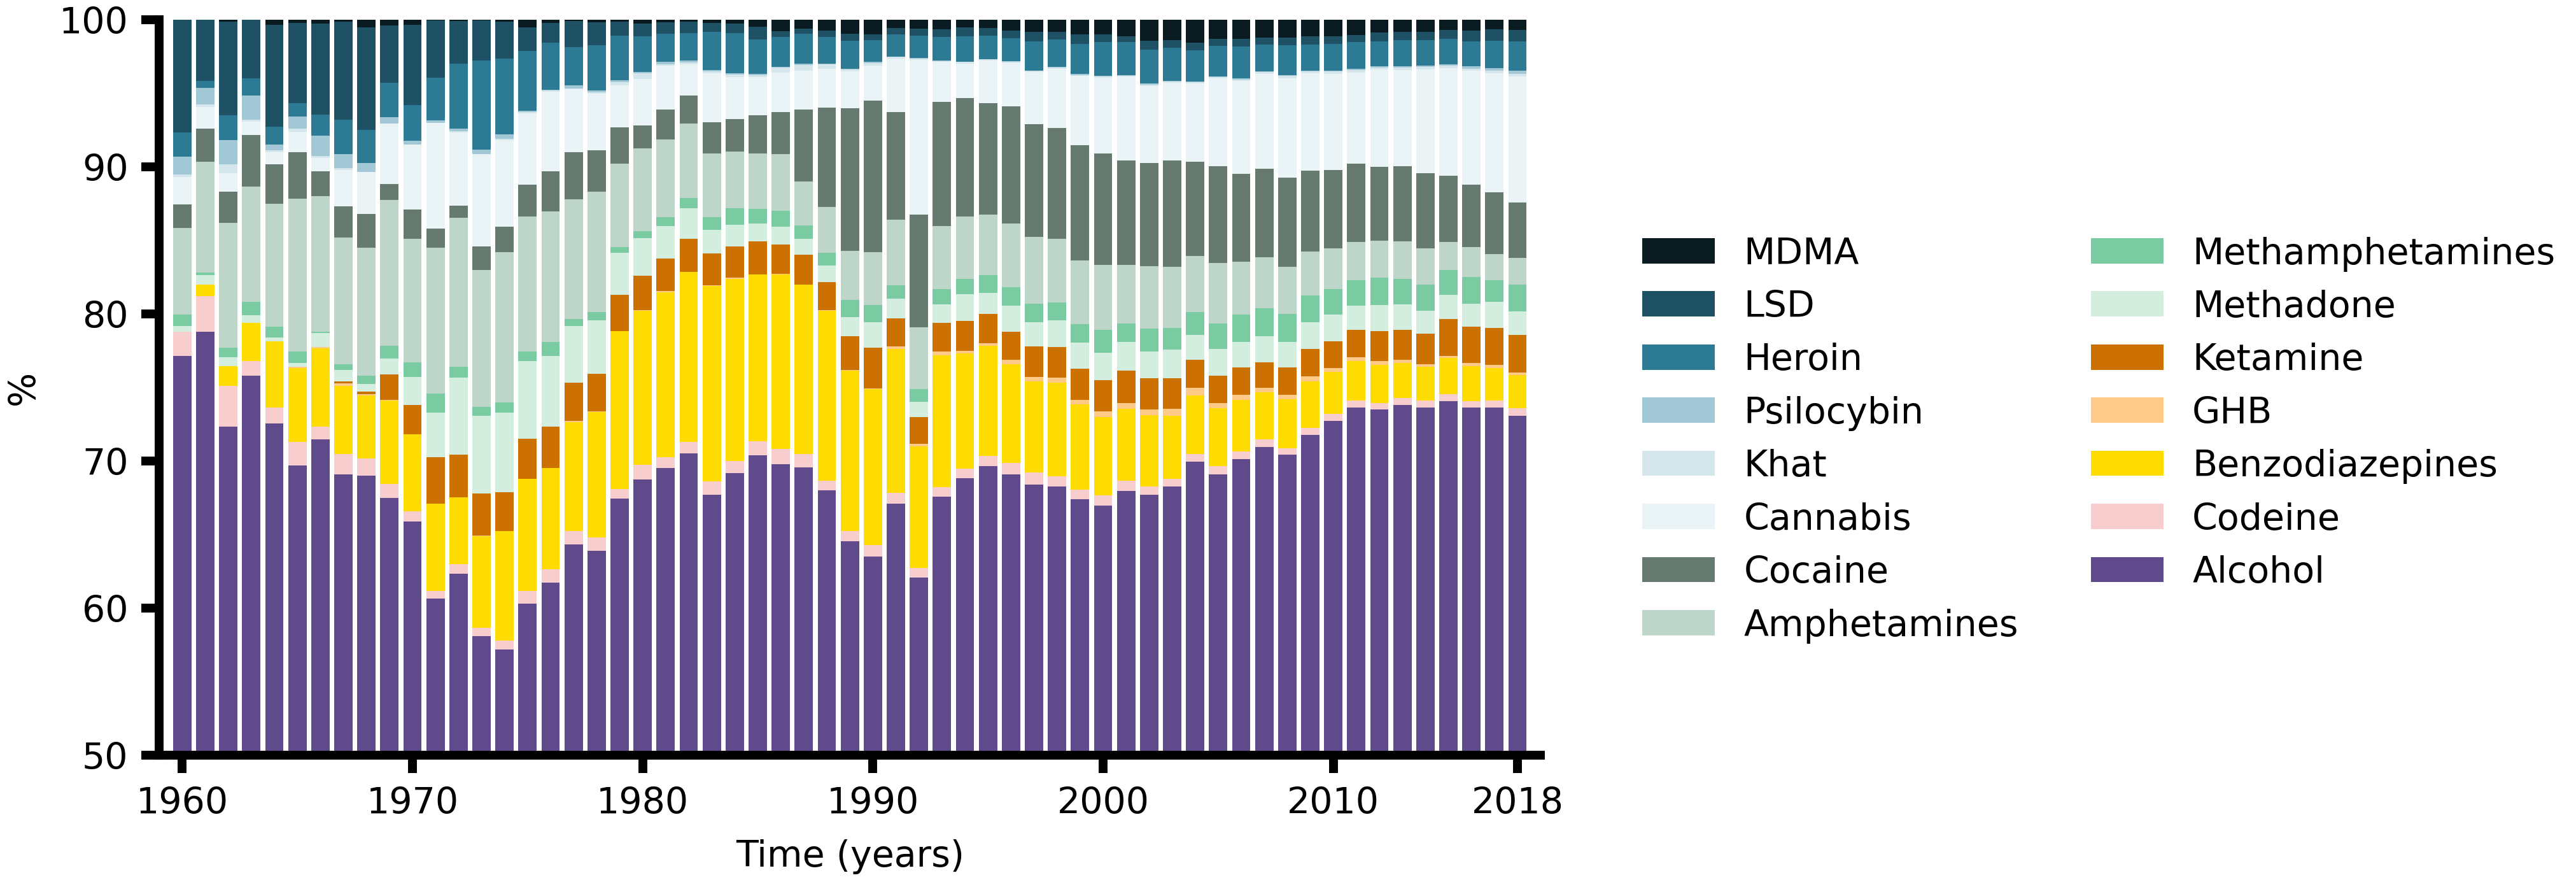 100
90
80
70
60
50
%
1960 1970 1980 1990 2000 2010 2018
Time (years)
MDMA
LSD
Heroin
Psilocybin
Khat
Cannabis
Cocaine
Amphetamines
Methamphetamines
Methadone
Ketamine
GHB
Benzodiazepines
Codeine
Alcohol